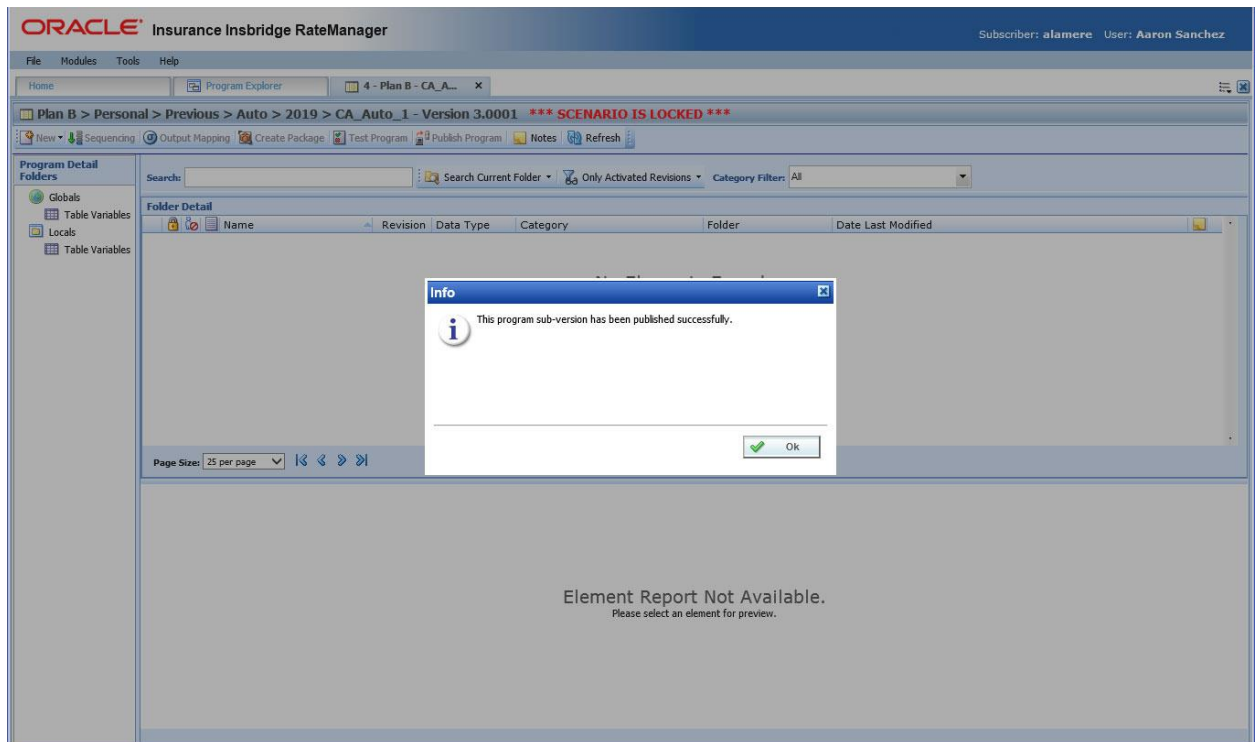 ORACLE® Insurance Insbridge RateManager
Subscriber: alamere User: Aaron Sanchez
File Modules Tools Help
Home Program Explorer 4 - Plan B - CA_A...
Plan B > Personal > Previous > Auto > 2019 > CA_Auto_1 - Version 3.0001 *** SCENARIO IS LOCKED ***
New Sequencing Output Mapping Create Package Test Program Publish Program Notes Refresh
Program Detail
Folders
Globals
Table Variables
Locals
Table Variables
Search: Search Current Folder Only Activated Revisions Category Filter: All
Folder Detail
Name Revision Data Type Category Folder Date Last Modified
Info
This program sub-version has been published successfully.
Ok
Page Size: 25 per page
Element Report Not Available.
Please select an element for preview.